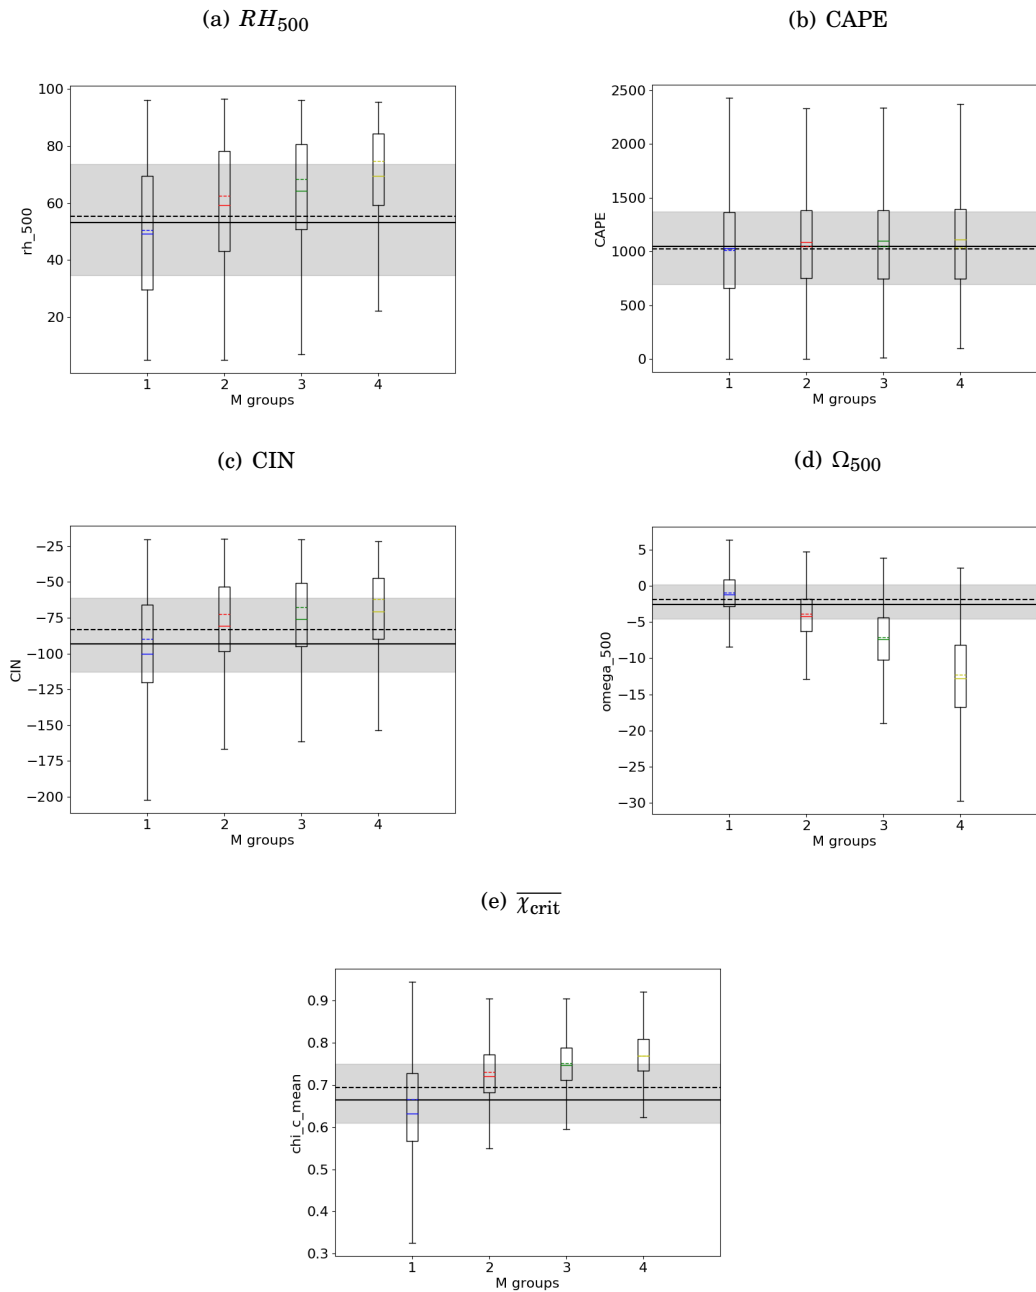 (a) RH500
(b) CAPE
100
80
60
40
20
rh_500
1 2 3 4
M groups
2500
2000
1500
1000
500
0
CAPE
1 2 3 4
M groups
(c) CIN
(d) Ω500
−25
−50
−75
−100
−125
−150
−175
−200
CIN
1 2 3 4
M groups
5
0
−5
−10
−15
−20
−25
−30
omega_500
1 2 3 4
M groups
(e) χcrit
0.9
0.8
0.7
0.6
0.5
0.4
0.3
chi_c_mean
1 2 3 4
M groups